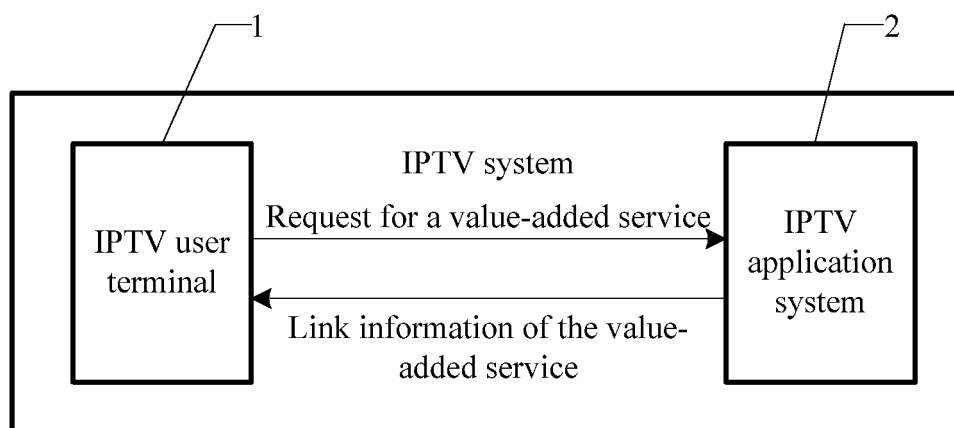 1
2
IPTV system
Request for a value-added service
IPTV user
terminal
IPTV
application
system
Link information of the value-
added service